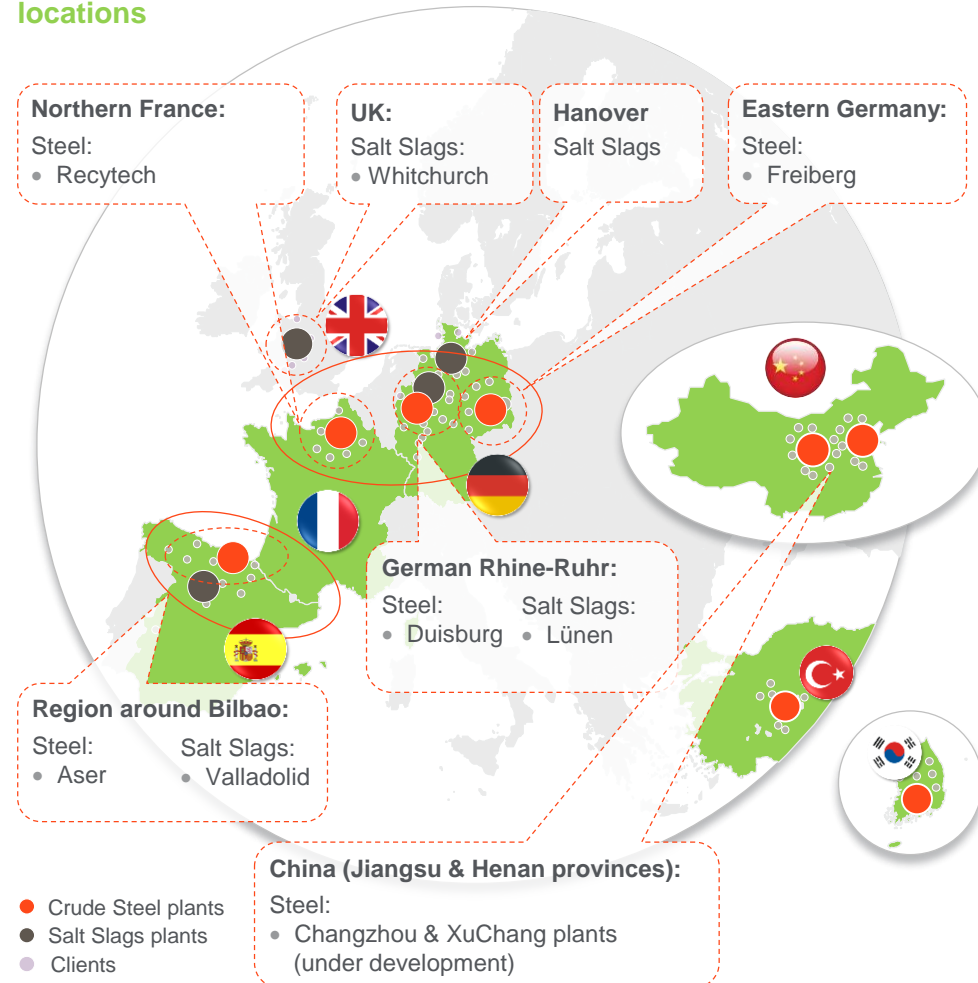 locations
Northern France:
Steel:
• Recytech
UK:
Salt Slags:
• Whitchurch
Hanover
Salt Slags
Eastern Germany:
Steel:
• Freiberg
German Rhine-Ruhr:
Steel:
• Duisburg
Salt Slags:
• Lünen
Region around Bilbao:
Steel:
• Aser
Salt Slags:
• Valladolid
China (Jiangsu & Henan provinces):
Steel:
• Changzhou & XuChang plants
(under development)
Crude Steel plants
Salt Slags plants
Clients